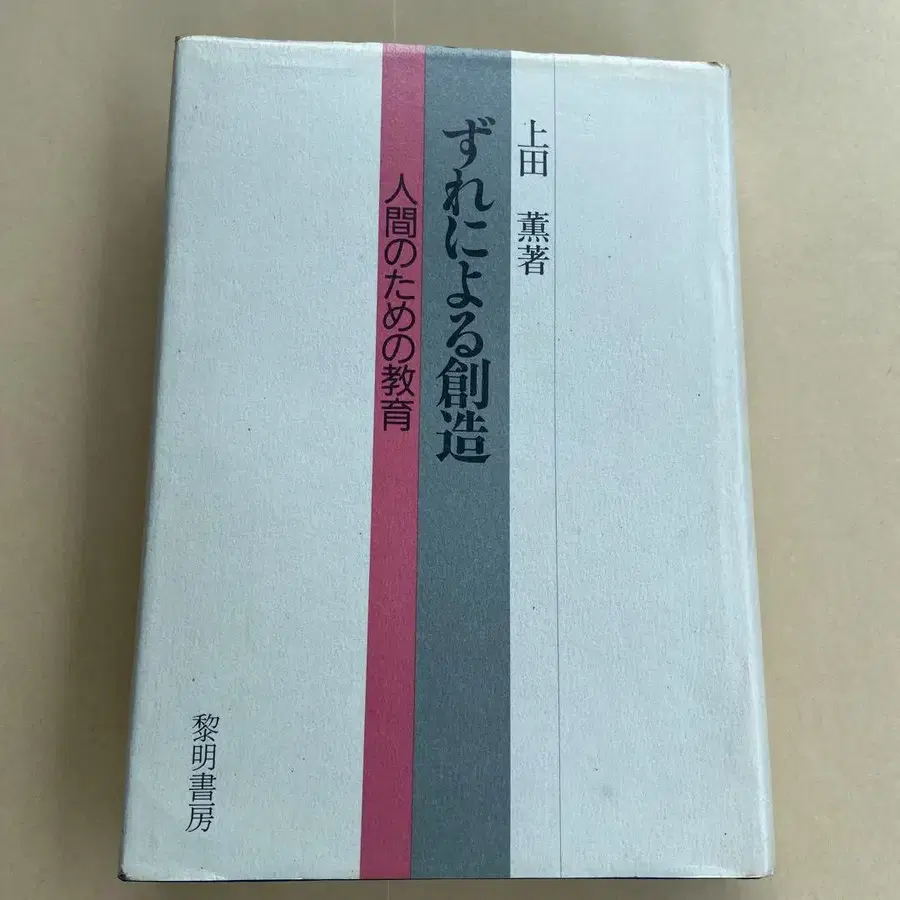 上田 薫著
ずれによる創造
人間のための教育
黎明書房